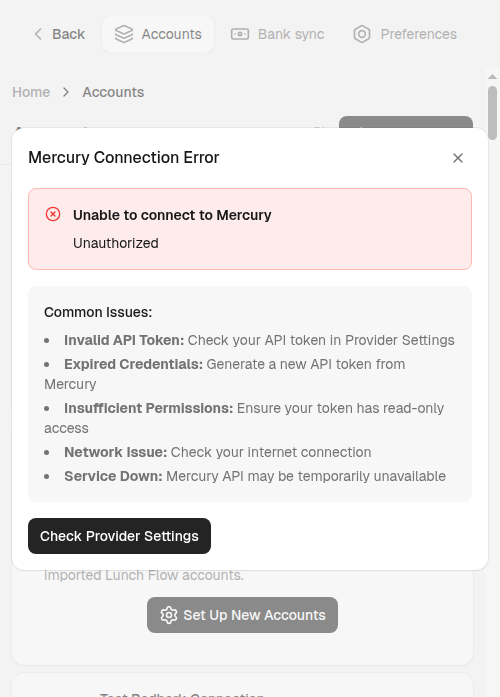 Back
Accounts
Bank sync
Preferences
Home
Accounts
Mercury Connection Error
Unable to connect to Mercury
Unauthorized
Common Issues:
• Invalid API Token: Check your API token in Provider Settings
• Expired Credentials: Generate a new API token from
Mercury
• Insufficient Permissions: Ensure your token has read-only
access
• Network Issue: Check your internet connection
• Service Down: Mercury API may be temporarily unavailable
Check Provider Settings
Imported Lunch Flow accounts.
Set Up New Accounts